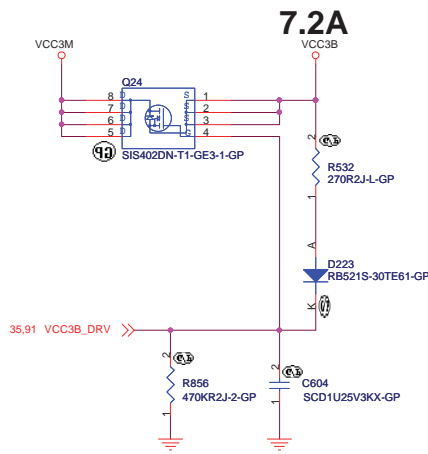 7.2A
VCC3M
VCC3B
Q24
8 D S 1
7 D S 2
6 D S 3
5 D G 4
GP
SIS402DN-T1-GE3-1-GP
2
R532
270R2J-L-GP
1
A
D223
RB521S-30TE61-GP
K
35,91 VCC3B_DRV
2
R856
470KR2J-2-GP
1
2
C604
SCD1U25V3KX-GP
1